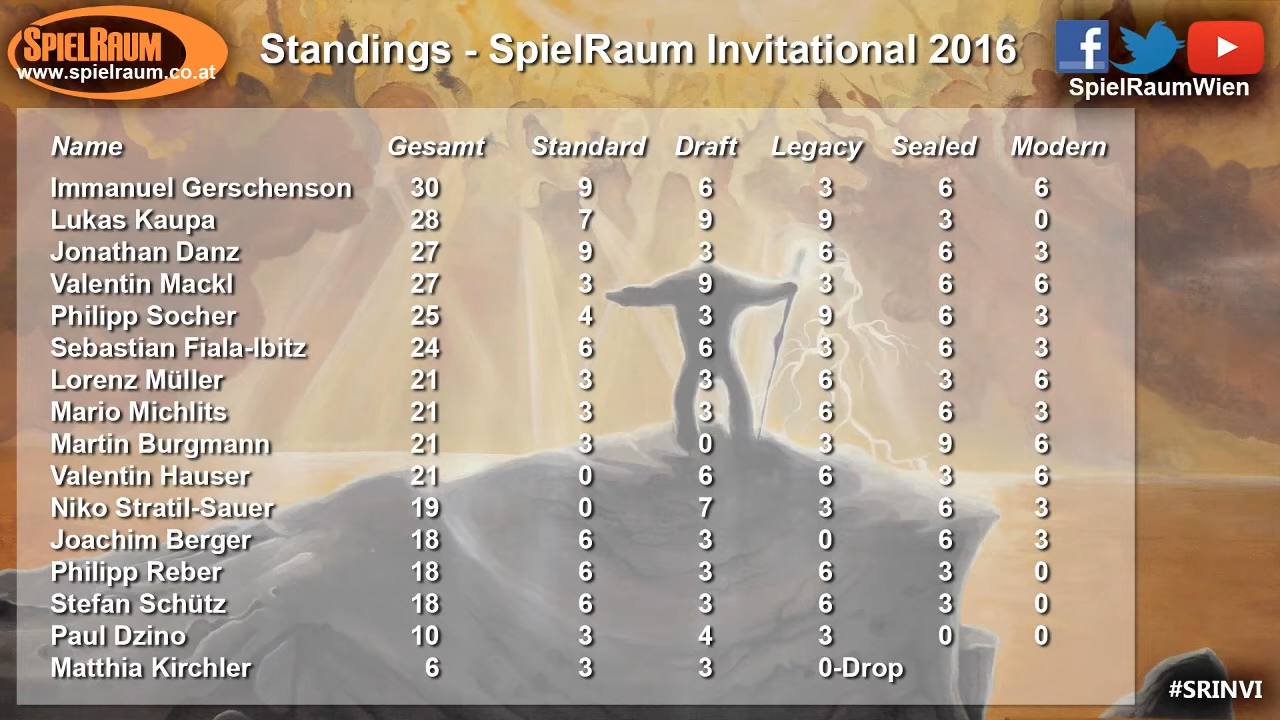 SPIELRAUM
www.spielraum.co.at
Standings - SpielRaum Invitational 2016
f
SpielRaumWien
Name Gesamt Standard Draft Legacy Sealed Modern
Immanuel Gerschenson 30 9 6 3 6 6
Lukas Kaupa 28 7 9 9 3 0
Jonathan Danz 27 9 3 6 6 3
Valentin Mackl 27 3 9 3 6 6
Philipp Socher 25 4 3 9 6 3
Sebastian Fiala-Ibitz 24 6 6 3 6 3
Lorenz Müller 21 3 3 6 3 6
Mario Michlits 21 3 3 6 6 3
Martin Burgmann 21 3 0 3 9 6
Valentin Hauser 21 0 6 6 3 6
Niko Stratil-Sauer 19 0 7 3 6 3
Joachim Berger 18 6 3 0 6 3
Philipp Reber 18 6 3 6 3 0
Stefan Schütz 18 6 3 6 3 0
Paul Dzino 10 3 4 3 0 0
Matthia Kirchler 6 3 3 0-Drop
#SRINVI